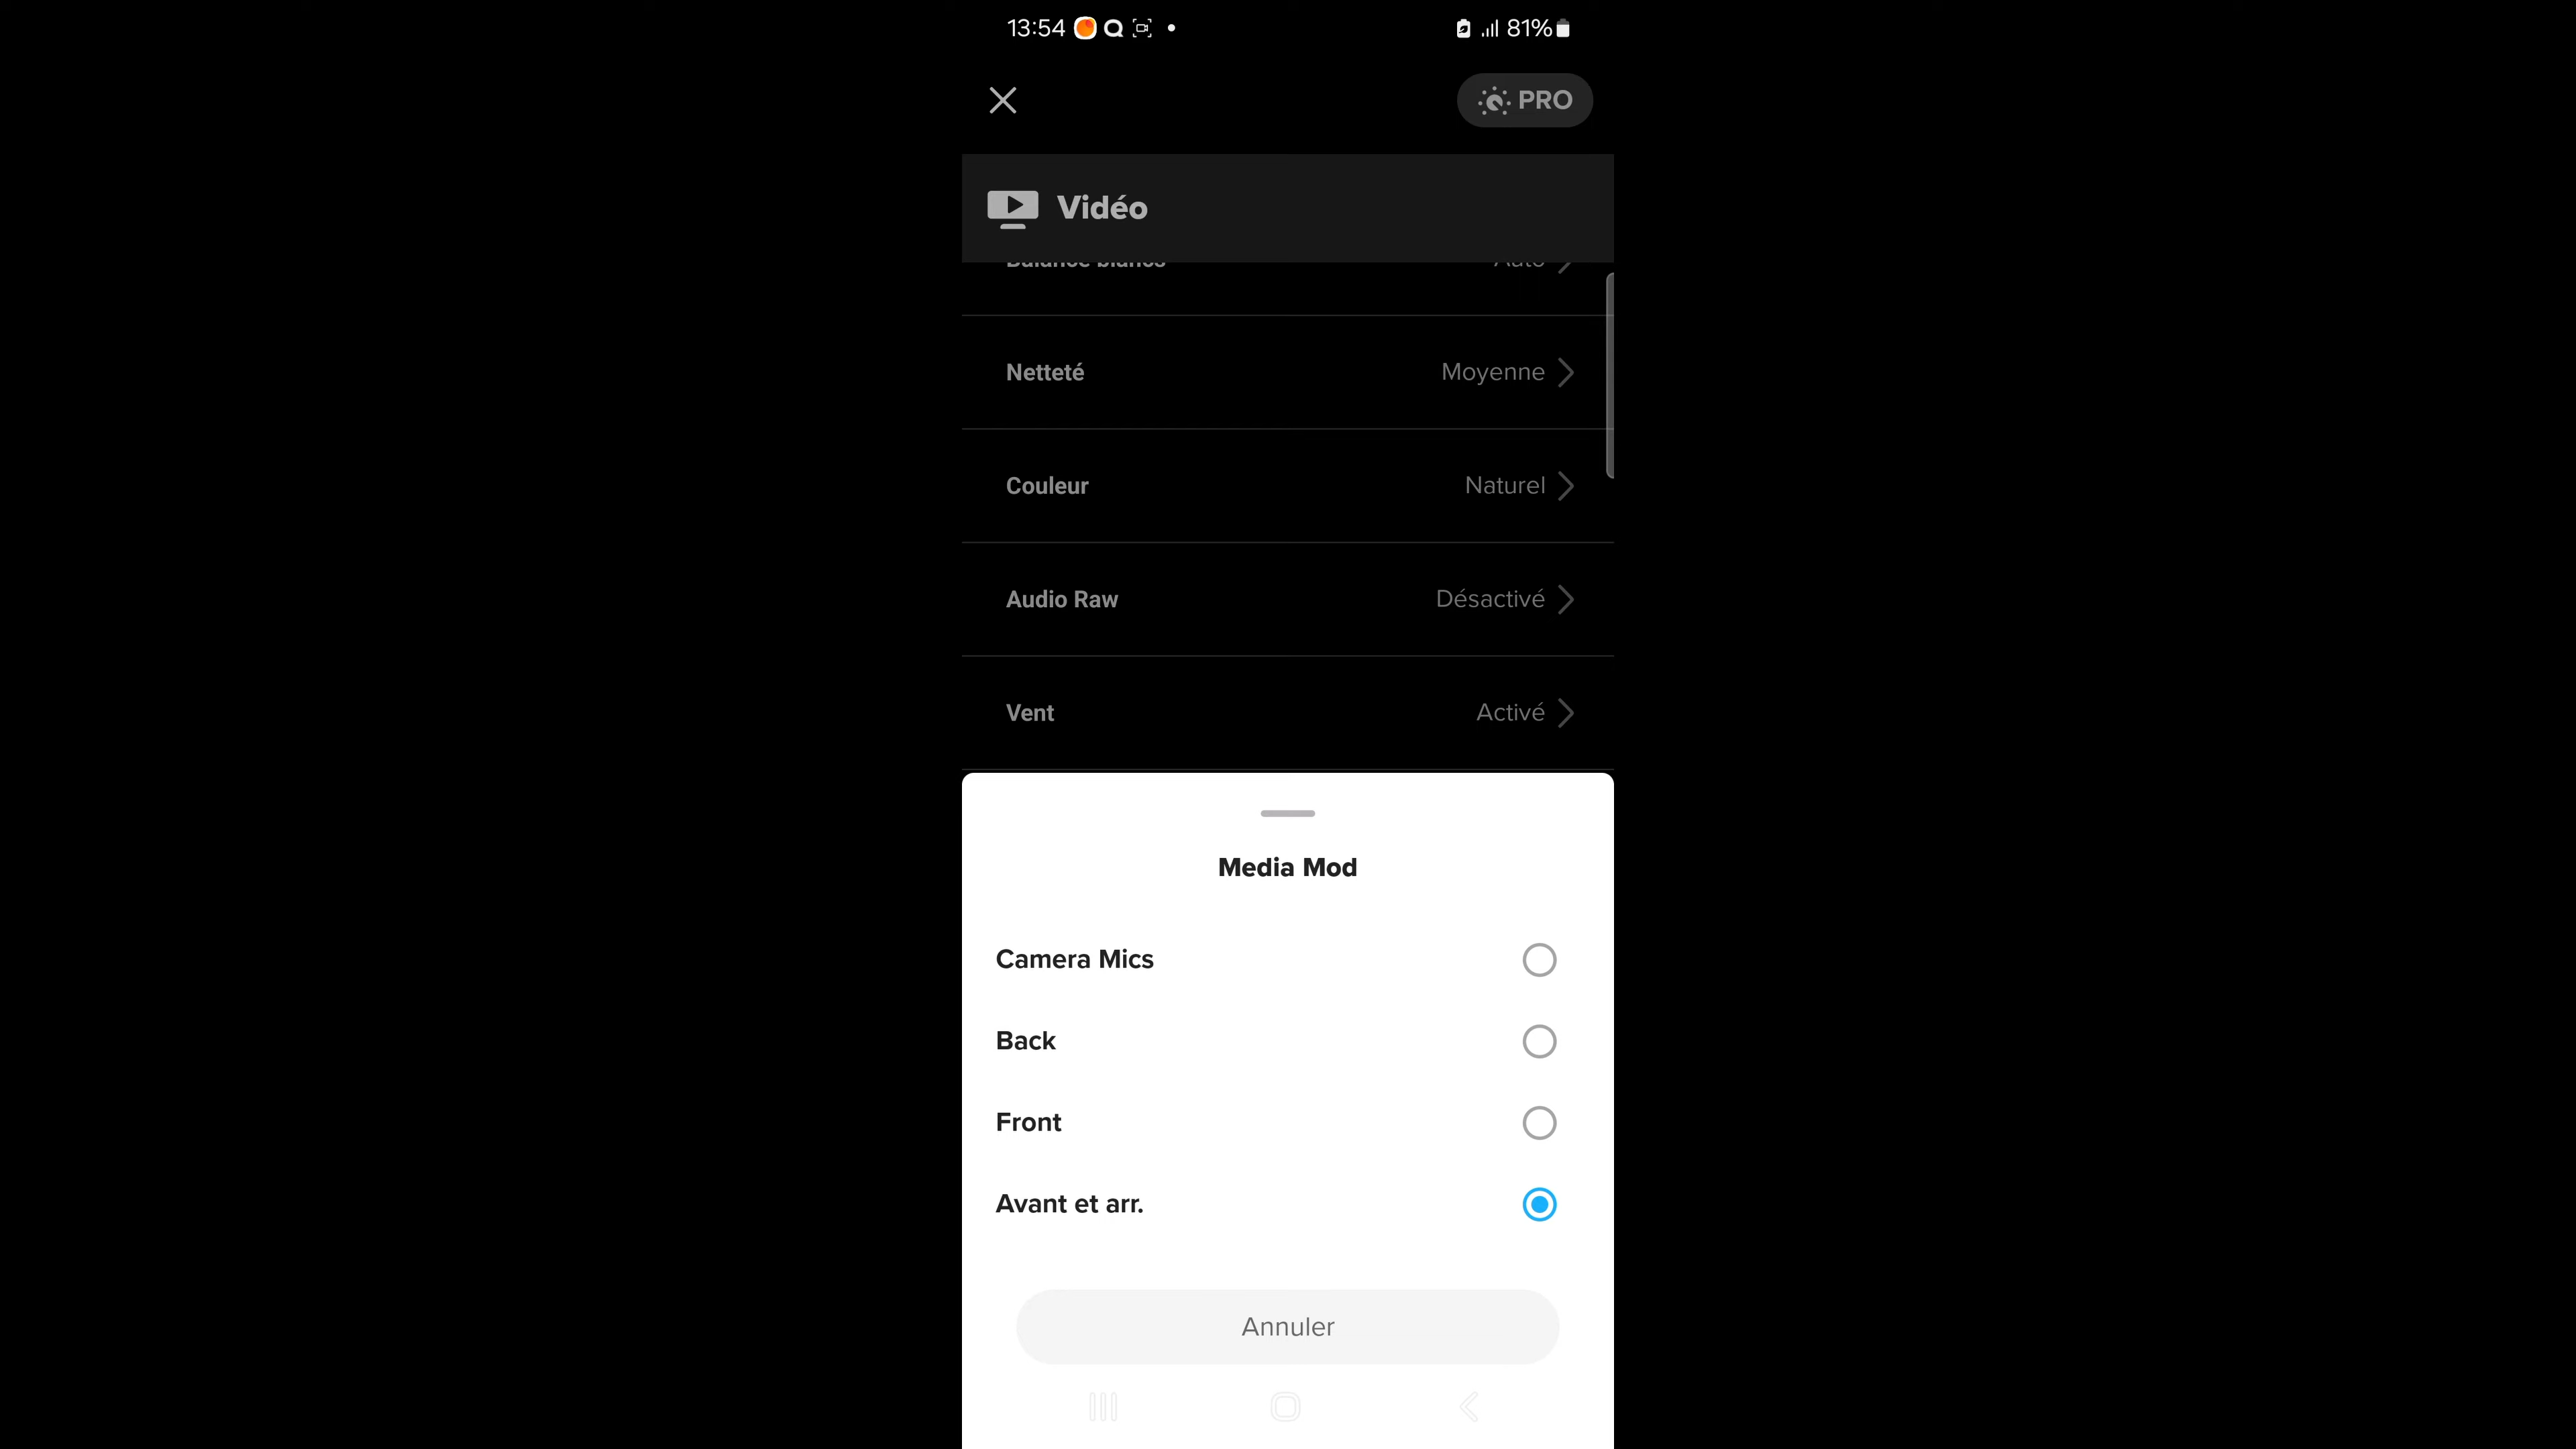 13:54
81%
PRO
Vidéo
Balance blancs Auto
Netteté Moyenne
Couleur Naturel
Audio Raw Désactivé
Vent Activé
Media Mod
Camera Mics
Back
Front
Avant et arr.
Annuler